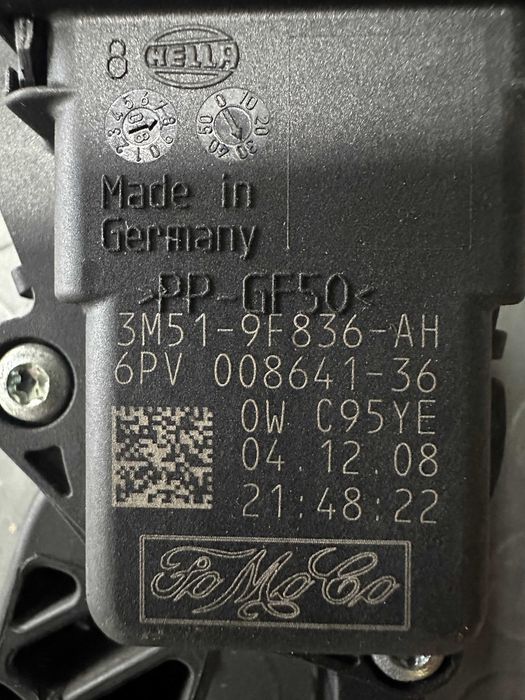 8 HELLA
Made in
Germany
>PP-GF50<
3M51-9F836-AH
6PV 008641-36
0W C95YE
04.12.08
21:48:22
FoMoCo